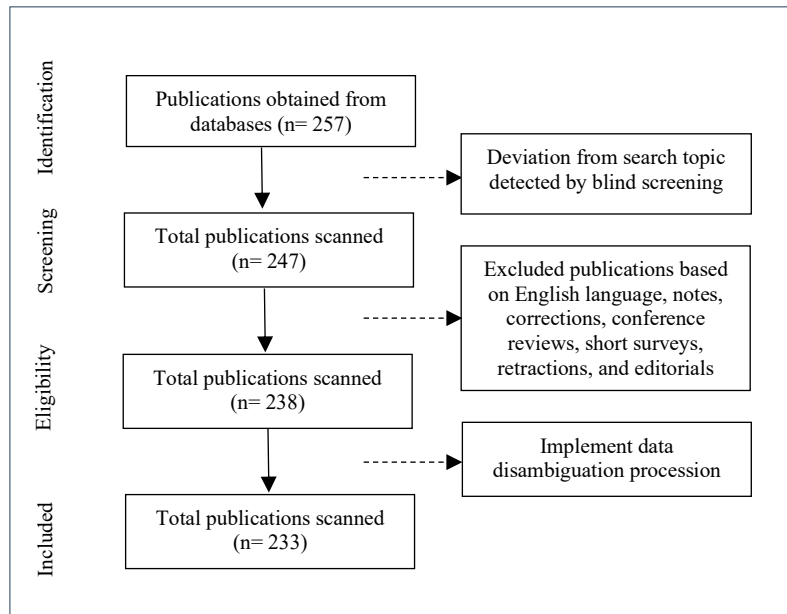 Identification
Publications obtained from
databases (n= 257)
Deviation from search topic
detected by blind screening
Screening
Total publications scanned
(n= 247)
Excluded publications based
on English language, notes,
corrections, conference
reviews, short surveys,
retractions, and editorials
Eligibility
Total publications scanned
(n= 238)
Implement data
disambiguation procession
Included
Total publications scanned
(n= 233)